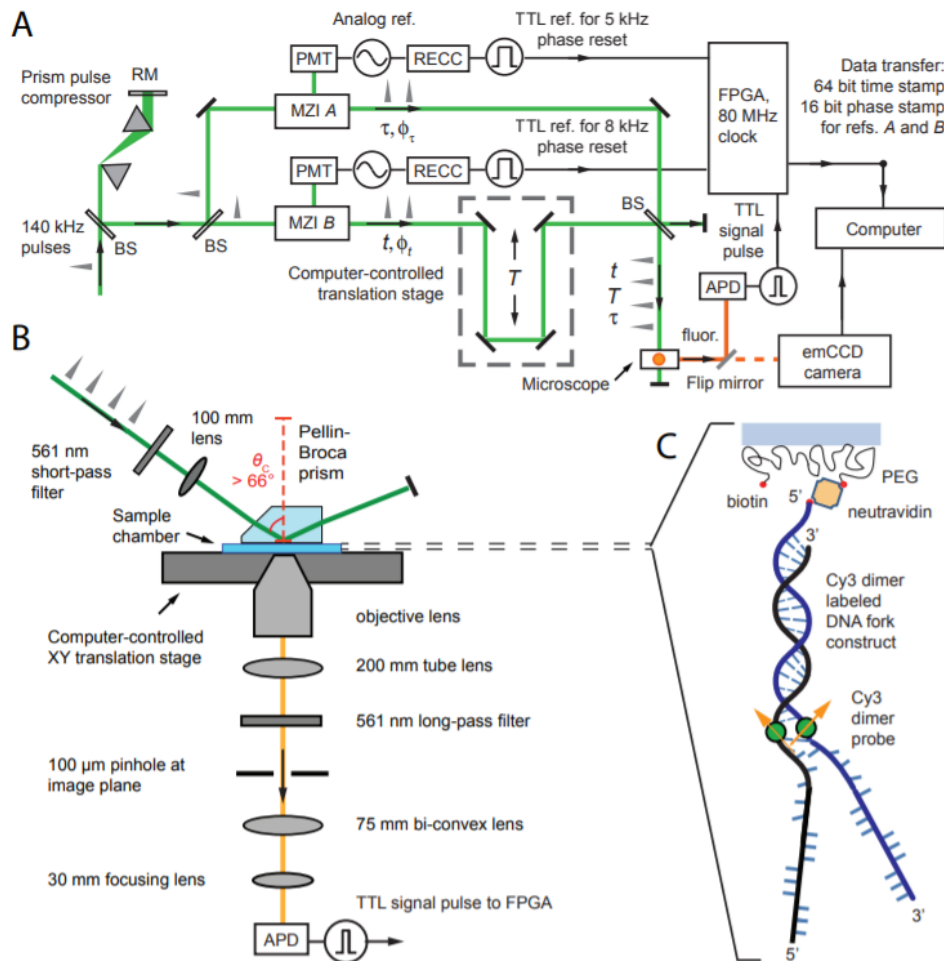 A
Analog ref.
TTL ref. for 5 kHz
phase reset
Prism pulse
compressor
RM
PMT
RECC
MZI A
τ, ϕτ
FPGA,
80 MHz
clock
Data transfer:
64 bit time stamp
16 bit phase stamp
for refs. A and B
TTL ref. for 8 kHz
phase reset
PMT
RECC
140 kHz
pulses
BS
BS
MZI B
t, ϕt
BS
TTL
signal
pulse
Computer
Computer-controlled
translation stage
T
t
T
τ
APD
fluor.
Microscope
Flip mirror
emCCD
camera
B
100 mm
lens
561 nm
short-pass
filter
θC
> 66°
Pellin-
Broca
prism
Sample
chamber
Computer-controlled
XY translation stage
objective lens
200 mm tube lens
561 nm long-pass filter
100 µm pinhole at
image plane
75 mm bi-convex lens
30 mm focusing lens
TTL signal pulse to FPGA
APD
C
PEG
biotin
5’
neutravidin
3’
Cy3 dimer
labeled
DNA fork
construct
Cy3
dimer
probe
3’
5’